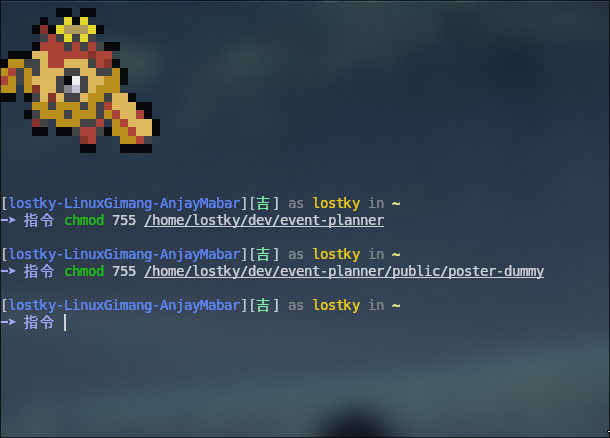 [lostky-LinuxGimang-AnjayMabar][吉] as lostky in ~
─➤ 指令 chmod 755 /home/lostky/dev/event-planner
[lostky-LinuxGimang-AnjayMabar][吉] as lostky in ~
─➤ 指令 chmod 755 /home/lostky/dev/event-planner/public/poster-dummy
[lostky-LinuxGimang-AnjayMabar][吉] as lostky in ~
─➤ 指令